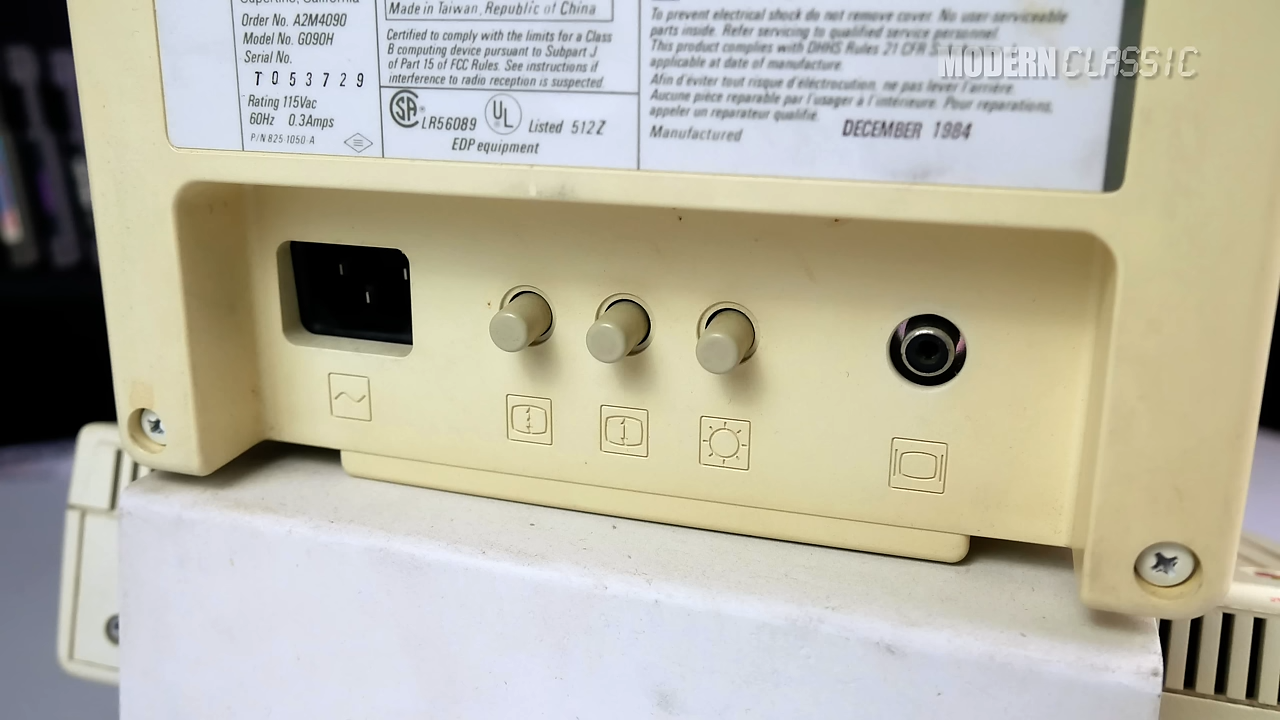 Cupertino, California
Order No. A2M4090
Model No. G090H
Serial No.
T053729
Rating 115Vac
60Hz 0.3Amps
P/N 825-1050-A
Made in Taiwan, Republic of China
Certified to comply with the limits for a Class
B computing device pursuant to Subpart J
of Part 15 of FCC Rules. See instructions if
interference to radio reception is suspected.
SA ® LR56089 UL ® Listed 512Z
EDP equipment
To prevent electrical shock do not remove cover. No user-serviceable
parts inside. Refer servicing to qualified service personnel.
This product complies with DHHS Rules 21 CFR
applicable at date of manufacture.
Afin d'éviter tout risque d'électrocution, ne pas lever l'arrière.
Aucune pièce reparable par l'usager à l'intérieure. Pour reparations,
appeler un reparateur qualifié.
Manufactured DECEMBER 1984
MODERN CLASSIC